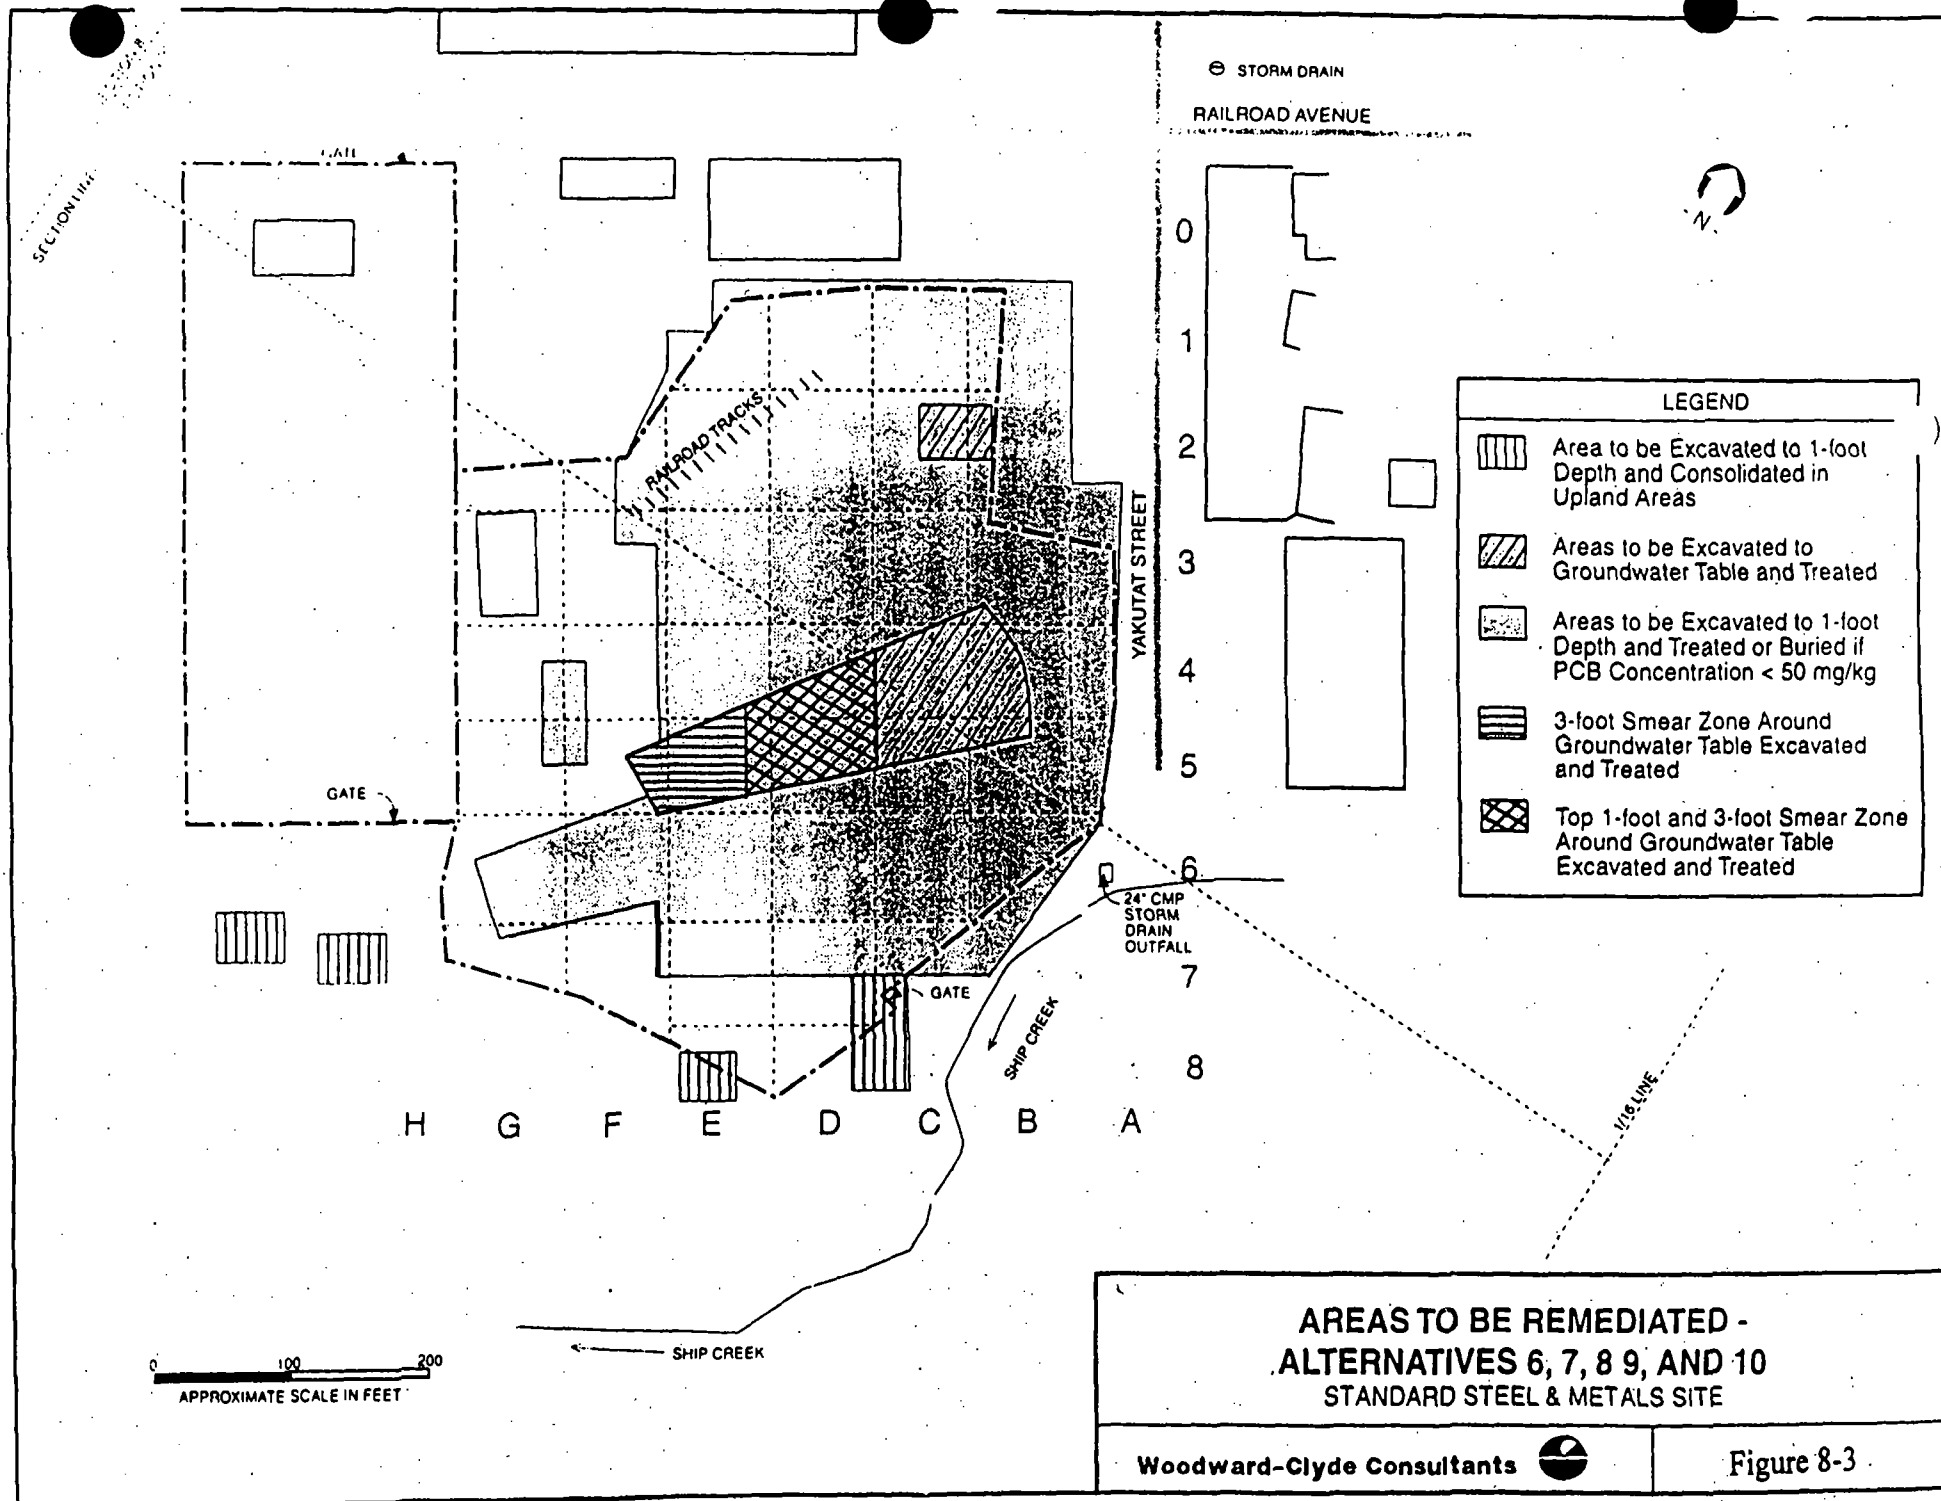 STORM DRAIN
RAILROAD AVENUE
GATE
SECTION LINE
N
0
1
2
3
4
5
6
7
8
RAILROAD TRACKS
YAKUTAT STREET
LEGEND
Area to be Excavated to 1-foot
Depth and Consolidated in
Upland Areas
Areas to be Excavated to
Groundwater Table and Treated
Areas to be Excavated to 1-foot
Depth and Treated or Buried if
PCB Concentration < 50 mg/kg
3-foot Smear Zone Around
Groundwater Table Excavated
and Treated
Top 1-foot and 3-foot Smear Zone
Around Groundwater Table
Excavated and Treated
GATE
24" CMP
STORM
DRAIN
OUTFALL
GATE
SHIP CREEK
1/16 LINE
H G F E D C B A
SHIP CREEK
0 100 200
APPROXIMATE SCALE IN FEET
AREAS TO BE REMEDIATED -
ALTERNATIVES 6, 7, 8 9, AND 10
STANDARD STEEL & METALS SITE
Woodward-Clyde Consultants
Figure 8-3